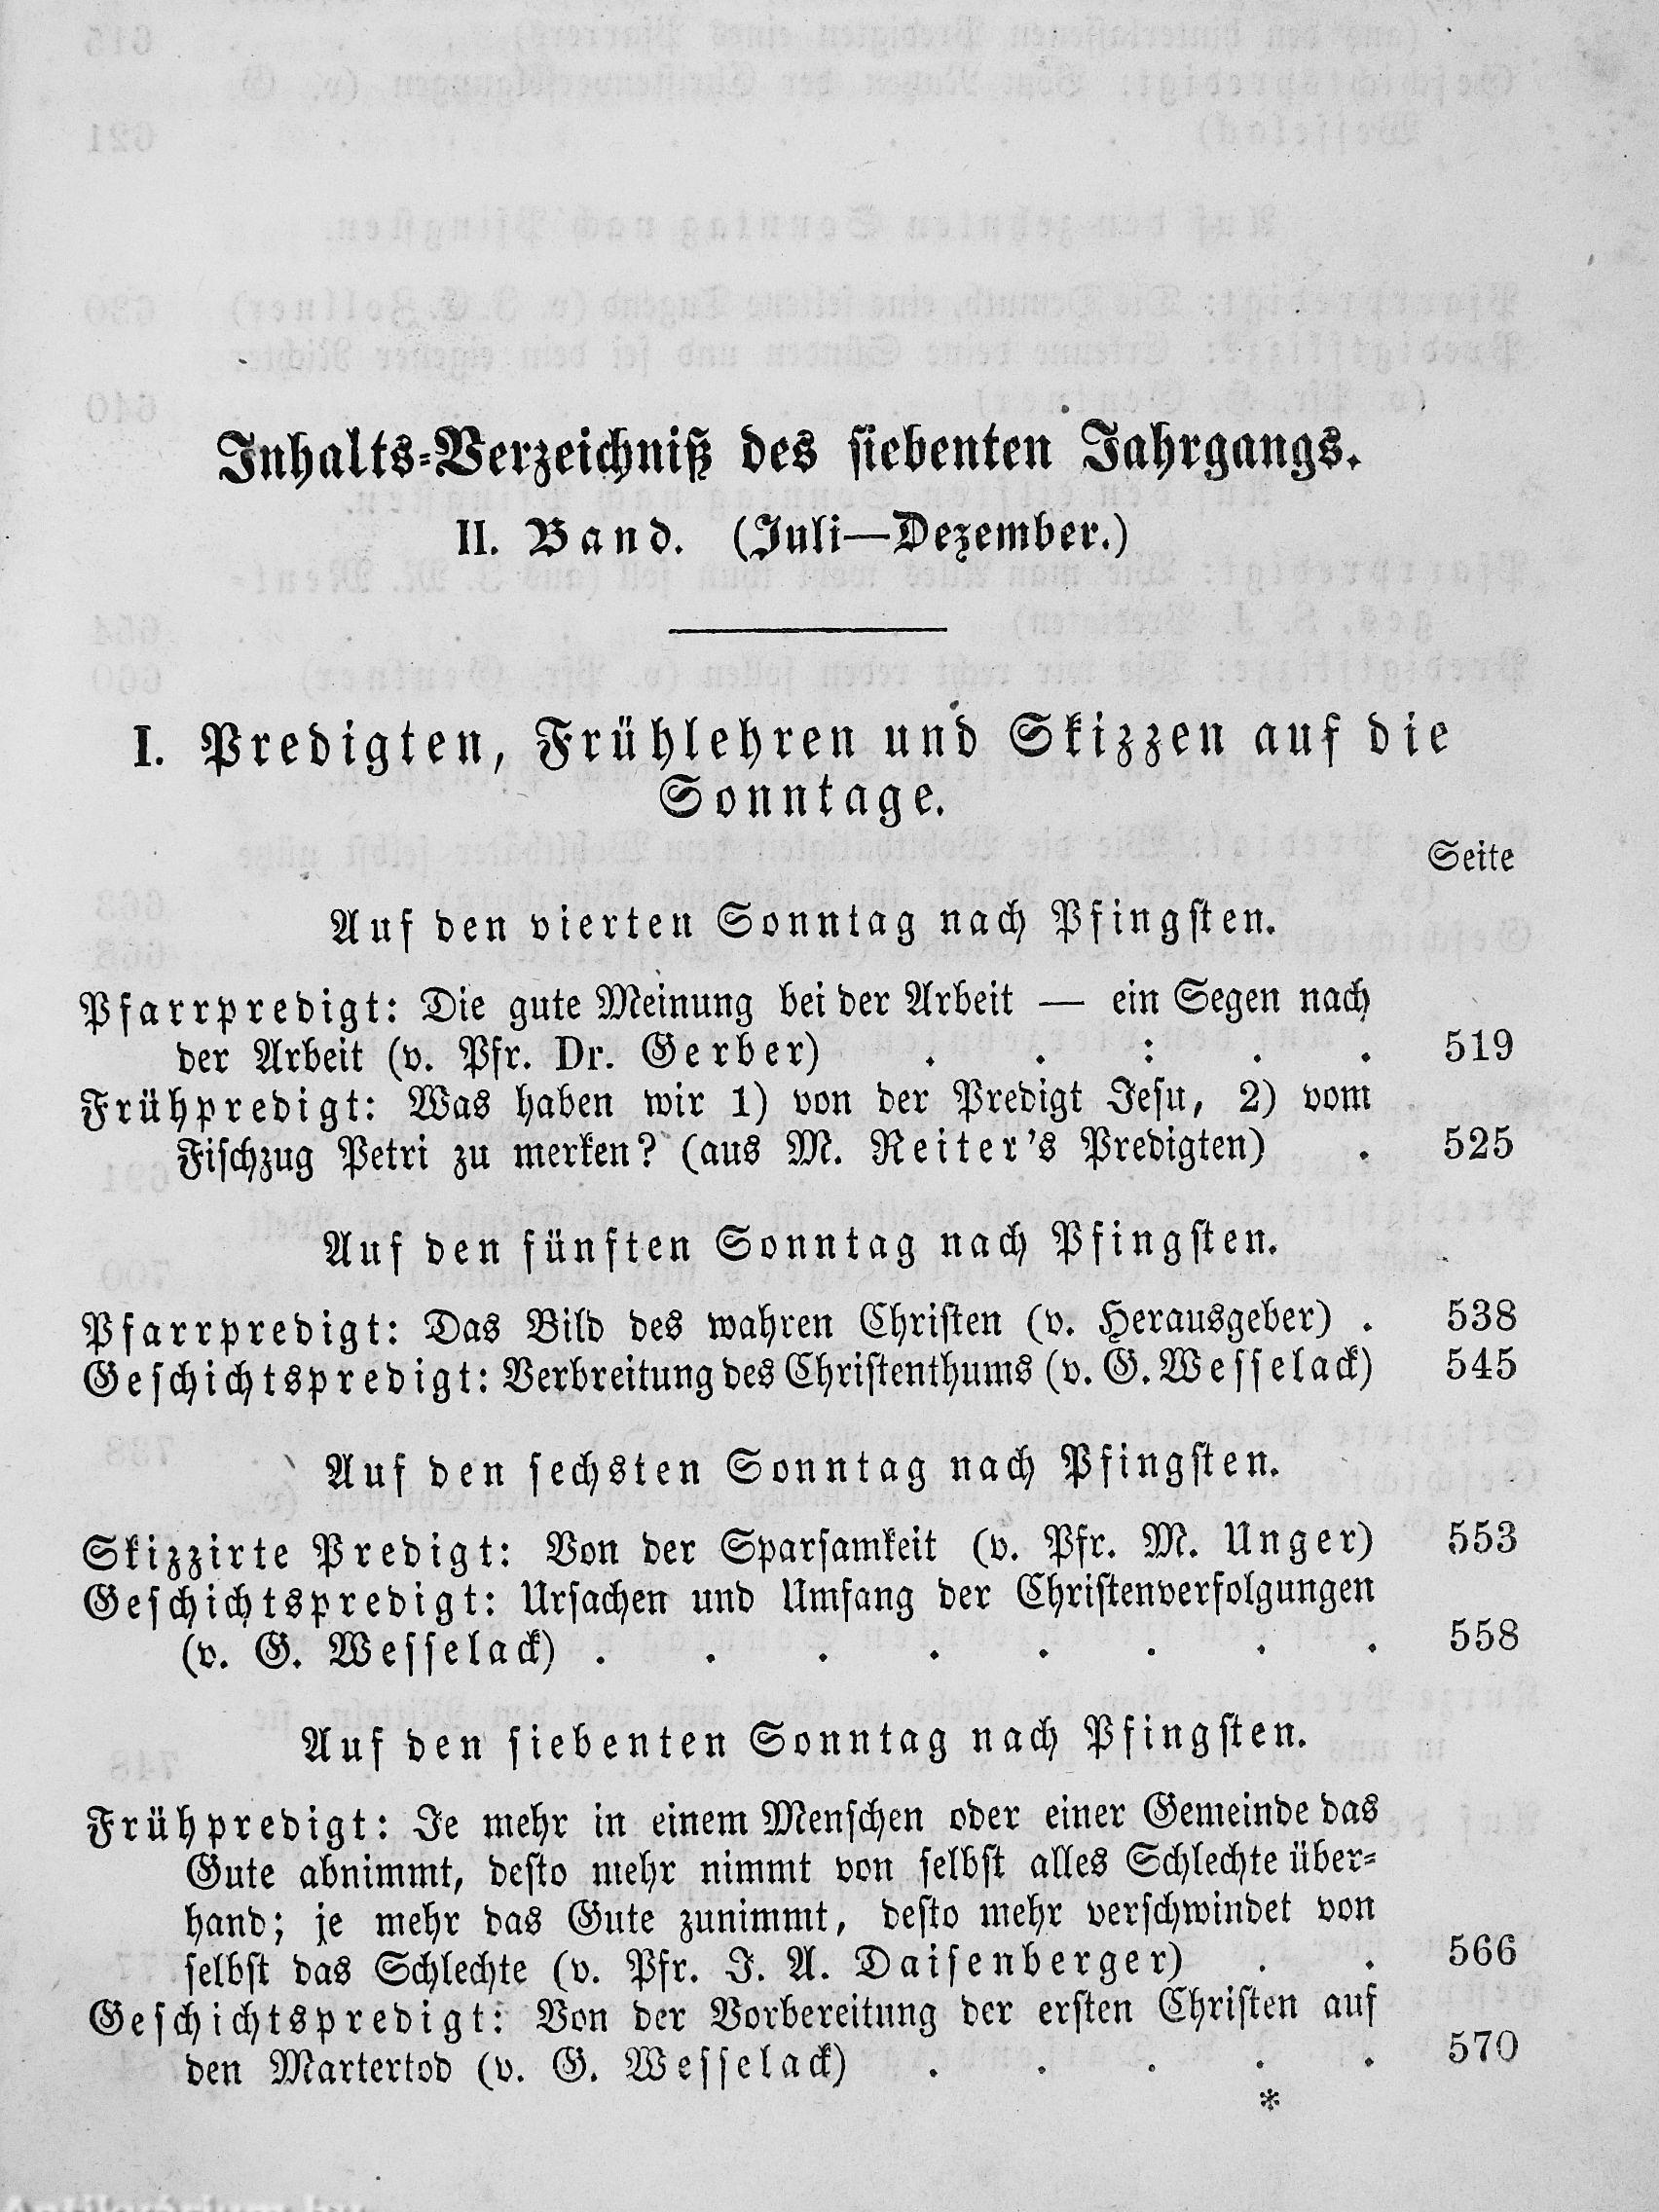 Inhalts-Verzeichniß des siebenten Jahrgangs.
II. Band. (Juli—Dezember.)
I. Predigten, Frühlehren und Skizzen auf die
Sonntage.
Seite
Auf den vierten Sonntag nach Pfingsten.
Pfarrpredigt: Die gute Meinung bei der Arbeit — ein Segen nach
der Arbeit (v. Pfr. Dr. Gerber) . . : . . 519
Frühpredigt: Was haben wir 1) von der Predigt Jesu, 2) vom
Fischzug Petri zu merken? (aus M. Reiter's Predigten) . 525
Auf den fünften Sonntag nach Pfingsten.
Pfarrpredigt: Das Bild des wahren Christen (v. Herausgeber) . 538
Geschichtspredigt: Verbreitung des Christenthums (v. G. Wesselack) 545
Auf den sechsten Sonntag nach Pfingsten.
Skizzirte Predigt: Von der Sparsamkeit (v. Pfr. M. Unger) 553
Geschichtspredigt: Ursachen und Umfang der Christenverfolgungen
(v. G. Wesselack) . . . . . . . . 558
Auf den siebenten Sonntag nach Pfingsten.
Frühpredigt: Je mehr in einem Menschen oder einer Gemeinde das
Gute abnimmt, desto mehr nimmt von selbst alles Schlechte über-
hand; je mehr das Gute zunimmt, desto mehr verschwindet von
selbst das Schlechte (v. Pfr. J. A. Daisenberger) . . 566
Geschichtspredigt: Von der Vorbereitung der ersten Christen auf
den Martertod (v. G. Wesselack) . . . . . 570
*